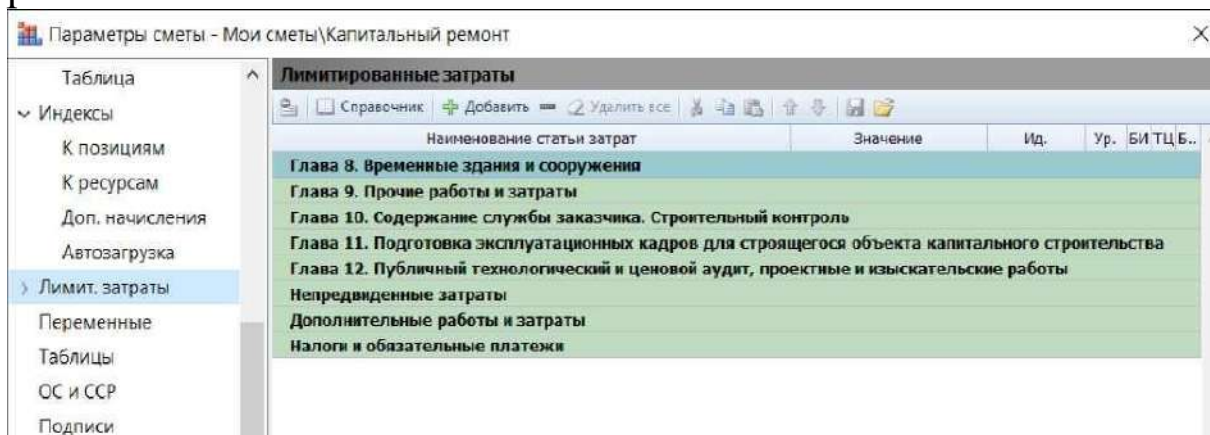 Параметры сметы - Мои сметы\Капитальный ремонт
Таблица
Индексы
К позициям
К ресурсам
Доп. начисления
Автозагрузка
Лимит. затраты
Переменные
Таблицы
ОС и ССР
Подписи
Лимитированные затраты
Справочник Добавить Удалить все
Наименование статьи затрат Значение Ид. Ур. БИ ТЦ Б..
Глава 8. Временные здания и сооружения
Глава 9. Прочие работы и затраты
Глава 10. Содержание службы заказчика. Строительный контроль
Глава 11. Подготовка эксплуатационных кадров для строящегося объекта капитального строительства
Глава 12. Публичный технологический и ценовой аудит, проектные и изыскательские работы
Непредвиденные затраты
Дополнительные работы и затраты
Налоги и обязательные платежи